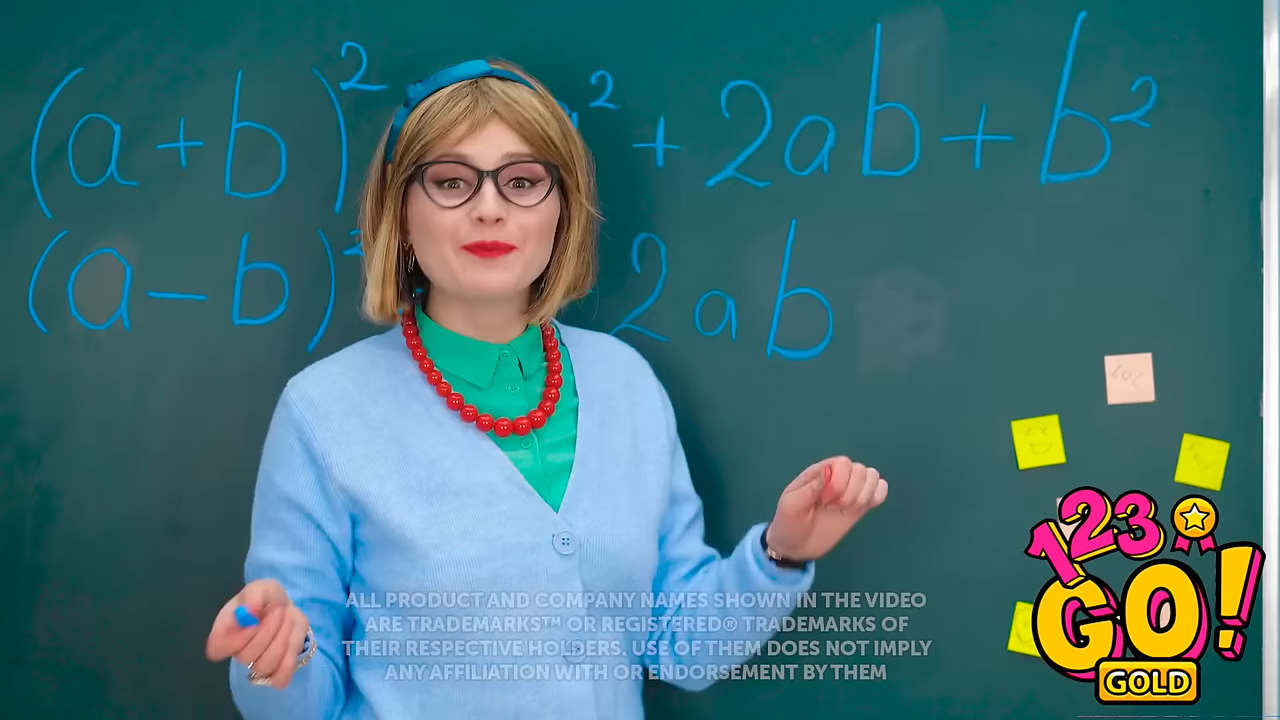 (a+b)² ² + 2ab + b²
(a-b)² 2ab
LOL
ALL PRODUCT AND COMPANY NAMES SHOWN IN THE VIDEO
ARE TRADEMARKS™ OR REGISTERED® TRADEMARKS OF
THEIR RESPECTIVE HOLDERS. USE OF THEM DOES NOT IMPLY
ANY AFFILIATION WITH OR ENDORSEMENT BY THEM
123
GO!
GOLD